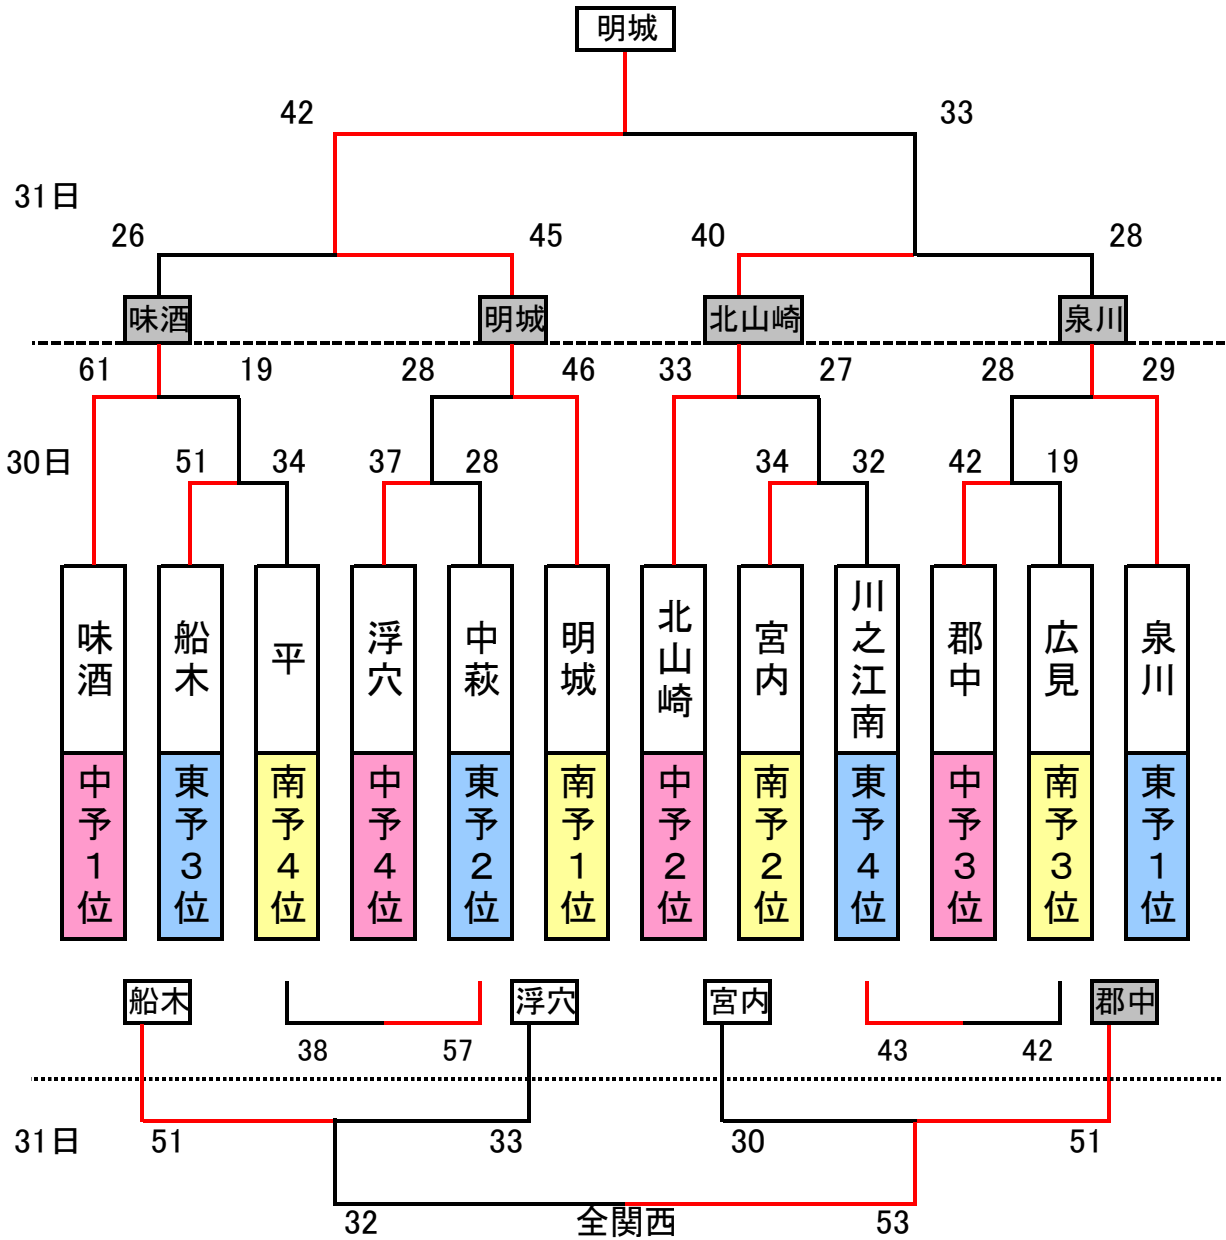 明城
42 33
31日
26 45 40 28
味酒 明城 北山崎 泉川
61 19 28 46 33 27 28 29
30日 51 34 37 28 34 32 42 19
味酒 船木 平 浮穴 中萩 明城 北山崎 宮内 川之江南 郡中 広見 泉川
中予1位 東予3位 南予4位 中予4位 東予2位 南予1位 中予2位 南予2位 東予4位 中予3位 南予3位 東予1位
船木 浮穴 宮内 郡中
38 57 43 42
31日 51 33 30 51
32 全関西 53